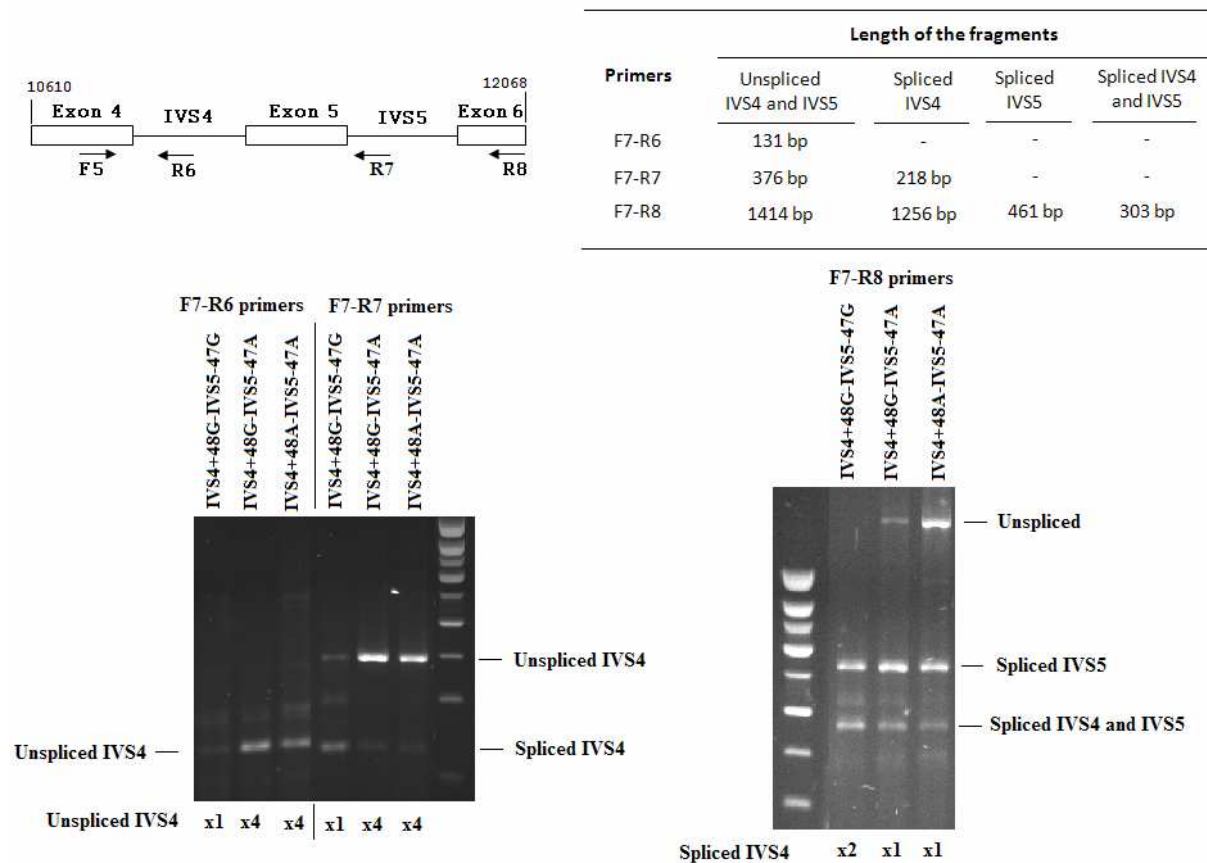 10610
12068
Exon 4
IVS4
Exon 5
IVS5
Exon 6
F5
R6
R7
R8
Length of the fragments
Primers
Unspliced IVS4 and IVS5
Spliced IVS4
Spliced IVS5
Spliced IVS4 and IVS5
F7-R6 131 bp - - -
F7-R7 376 bp 218 bp - -
F7-R8 1414 bp 1256 bp 461 bp 303 bp
F7-R6 primers
F7-R7 primers
IVS4+48G-IVS5-47G
IVS4+48G-IVS5-47A
IVS4+48A-IVS5-47A
IVS4+48G-IVS5-47G
IVS4+48G-IVS5-47A
IVS4+48A-IVS5-47A
Unspliced IVS4
Unspliced IVS4
Spliced IVS4
Unspliced IVS4 x1 x4 x4 x1 x4 x4
F7-R8 primers
IVS4+48G-IVS5-47G
IVS4+48G-IVS5-47A
IVS4+48A-IVS5-47A
Unspliced
Spliced IVS5
Spliced IVS4 and IVS5
Spliced IVS4 x2 x1 x1